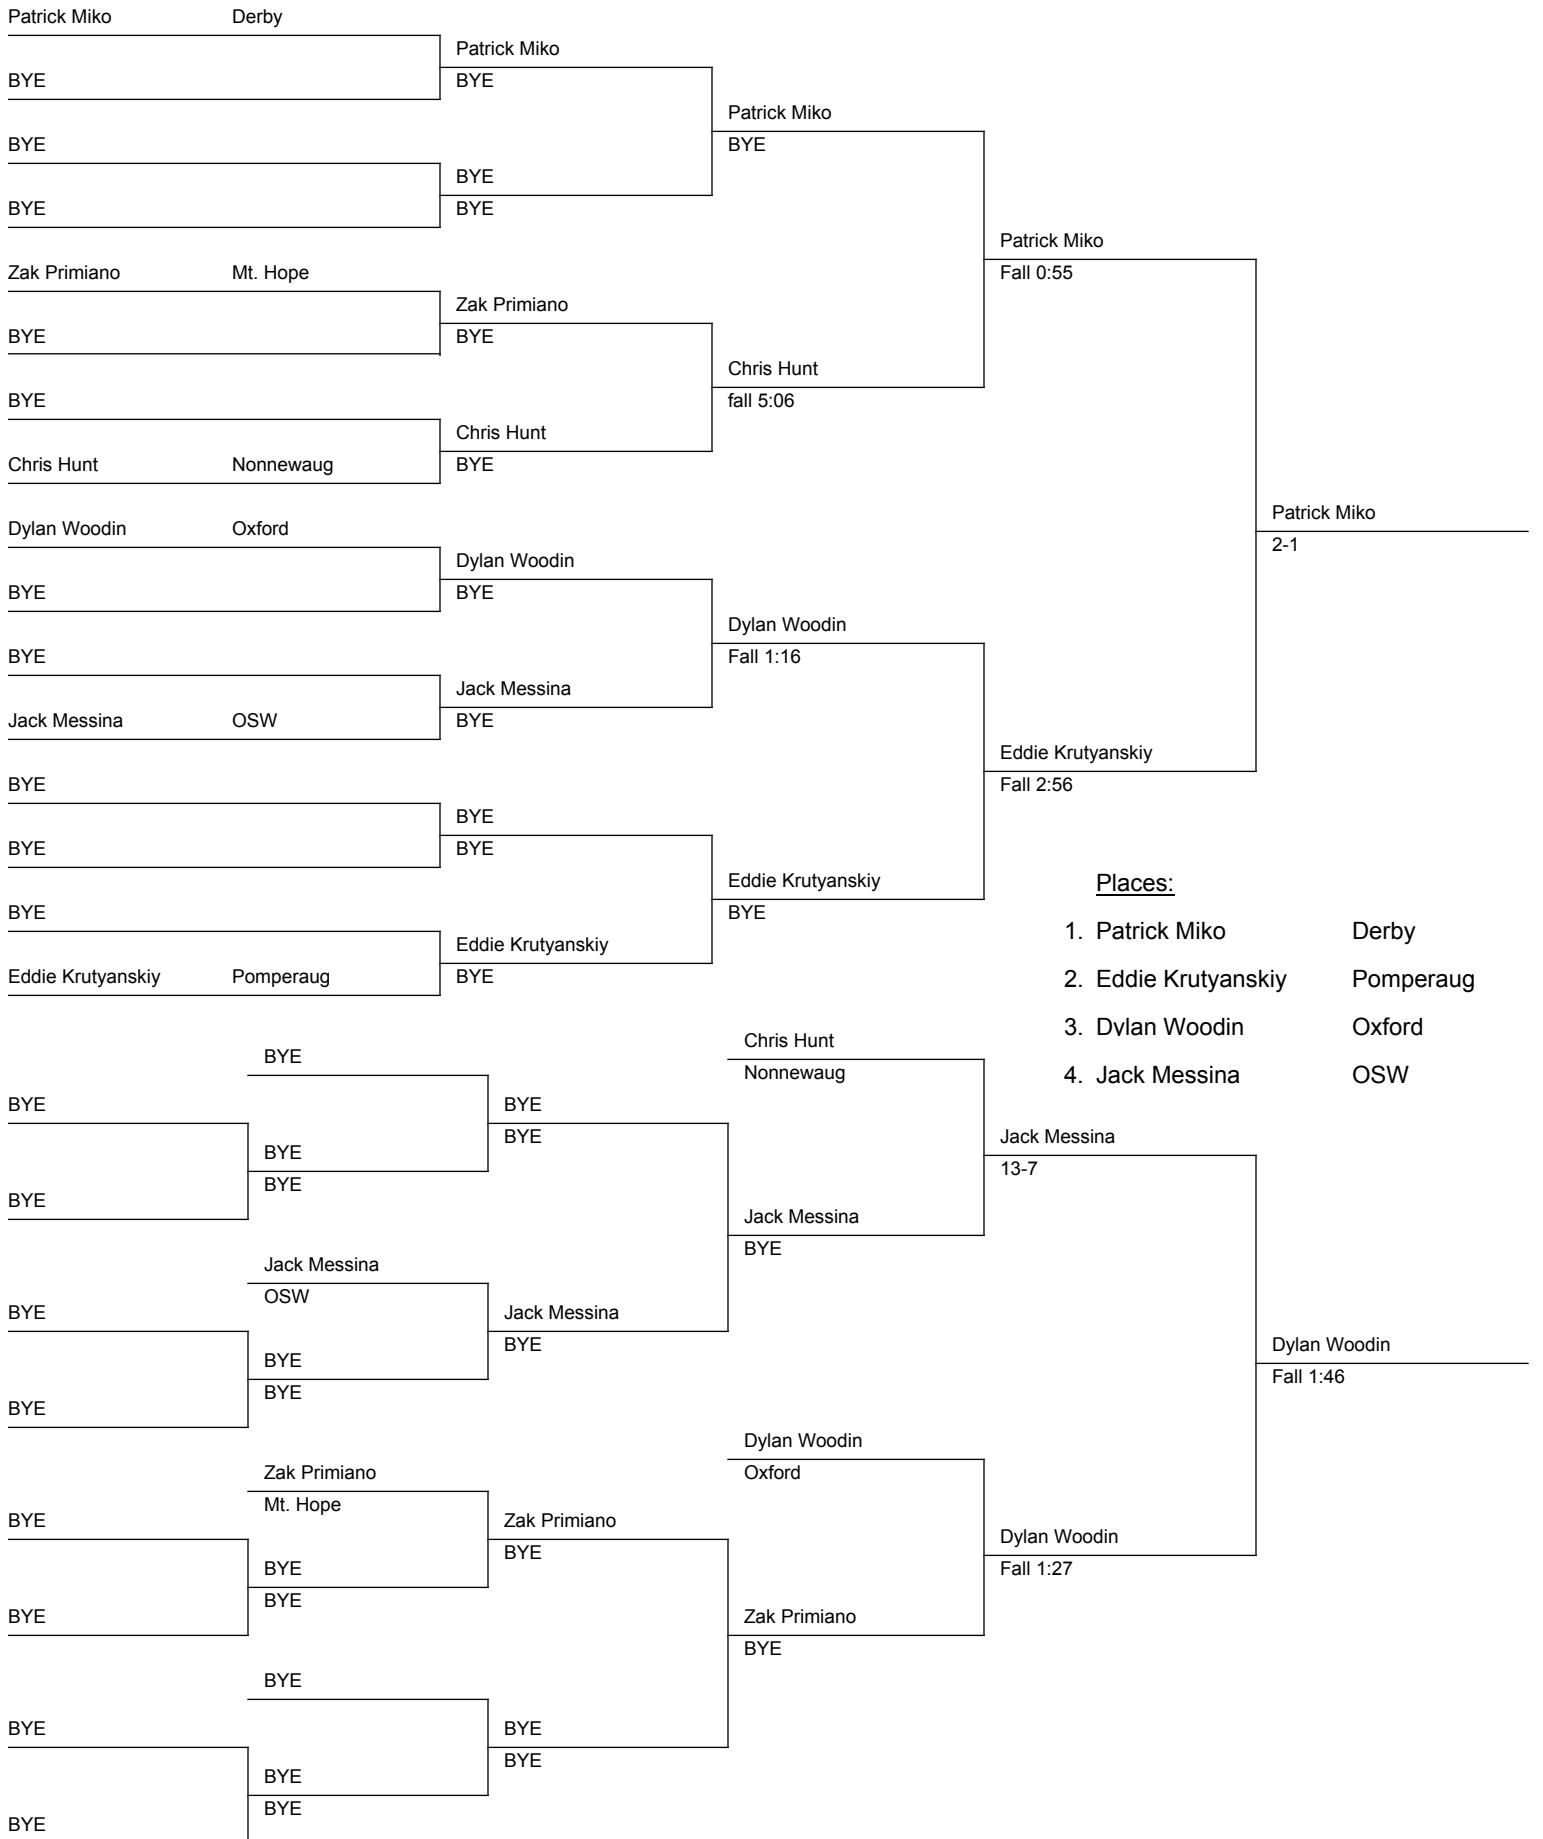 Patrick Miko Derby
Patrick Miko
BYE
BYE
Patrick Miko
BYE
BYE
BYE
BYE
BYE
Patrick Miko
Zak Primiano Mt. Hope
Fall 0:55
Zak Primiano
BYE
BYE
Chris Hunt
BYE
fall 5:06
Chris Hunt
Chris Hunt Nonnewaug
BYE
Patrick Miko
Dylan Woodin Oxford
2-1
Dylan Woodin
BYE
BYE
Dylan Woodin
BYE
Fall 1:16
Jack Messina
Jack Messina OSW
BYE
Eddie Krutyanskiy
BYE
Fall 2:56
BYE
BYE
BYE
Places:
Eddie Krutyanskiy
BYE
BYE
1. Patrick Miko Derby
Eddie Krutyanskiy
Eddie Krutyanskiy Pomperaug
BYE
2. Eddie Krutyanskiy Pomperaug
3. Dylan Woodin Oxford
Chris Hunt
BYE
Nonnewaug
4. Jack Messina OSW
BYE
BYE
BYE
Jack Messina
BYE
13-7
BYE
BYE
Jack Messina
BYE
Jack Messina
OSW
BYE
Jack Messina
BYE
Dylan Woodin
BYE
Fall 1:46
BYE
BYE
Dylan Woodin
Zak Primiano
Oxford
Mt. Hope
BYE
Zak Primiano
Dylan Woodin
BYE
BYE
Fall 1:27
BYE
BYE
Zak Primiano
BYE
BYE
BYE
BYE
BYE
BYE
BYE
BYE